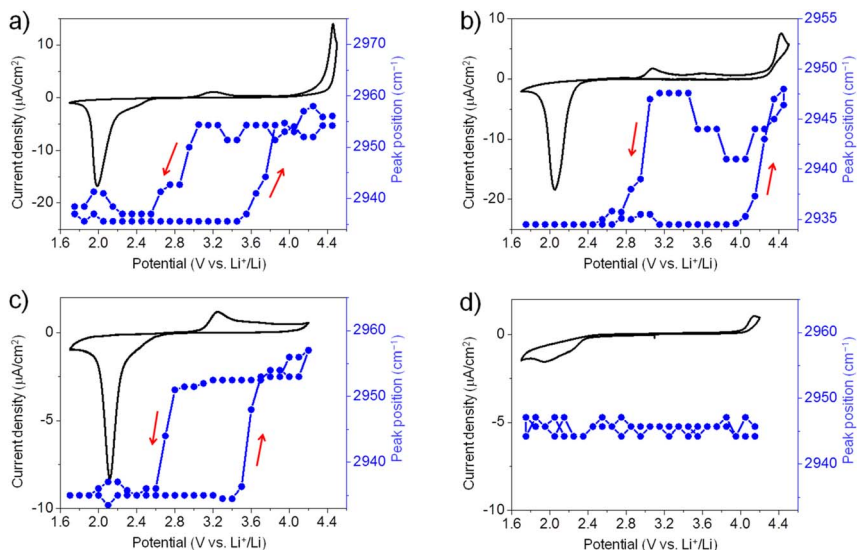 a)
10
0
-10
-20
Current density (μA/cm²)
2970
2960
2950
2940
Peak position (cm⁻¹)
1.6 2.0 2.4 2.8 3.2 3.6 4.0 4.4
Potential (V vs. Li⁺/Li)
b)
10
0
-10
-20
Current density (μA/cm²)
2955
2950
2945
2940
2935
Peak position (cm⁻¹)
1.6 2.0 2.4 2.8 3.2 3.6 4.0 4.4
Potential (V vs. Li⁺/Li)
c)
0
-5
-10
Current density (μA/cm²)
2960
2950
2940
Peak position (cm⁻¹)
1.6 2.0 2.4 2.8 3.2 3.6 4.0 4.4
Potential (V vs. Li⁺/Li)
d)
0
-5
-10
Current density (μA/cm²)
2960
2950
2940
Peak position (cm⁻¹)
1.6 2.0 2.4 2.8 3.2 3.6 4.0 4.4
Potential (V vs. Li⁺/Li)